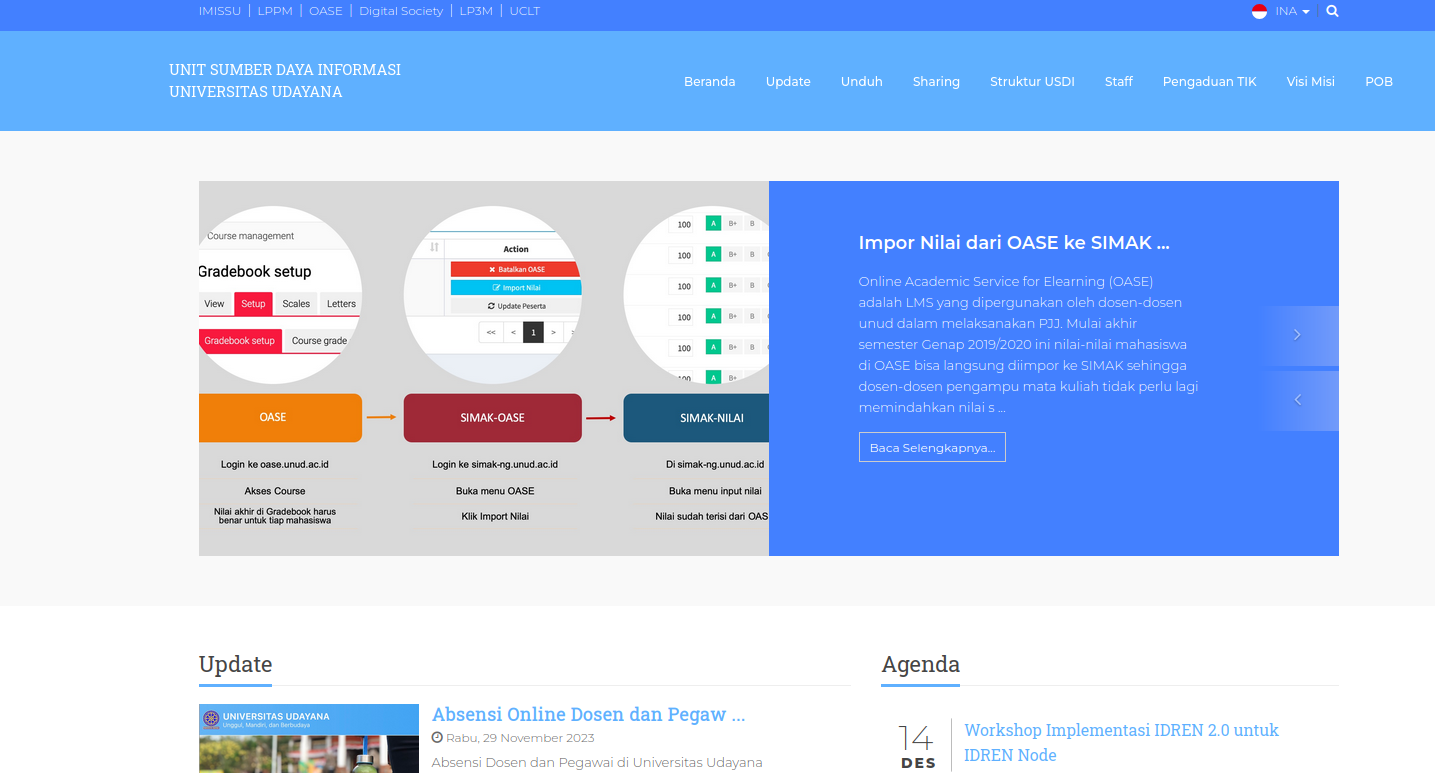 IMISSU | LPPM | OASE | Digital Society | LP3M | UCLT
INA
UNIT SUMBER DAYA INFORMASI
UNIVERSITAS UDAYANA
Beranda Update Unduh Sharing Struktur USDI Staff Pengaduan TIK Visi Misi POB
Course management
Gradebook setup
View Setup Scales Letters
Gradebook setup Course grade
Action
Batalkan OASE
Import Nilai
Update Peserta
<< < 1 >
100 A B+ B
100 A B+ B
100 A B+ B
100 A B+ B
100 A B+ B
100 A B+
OASE
SIMAK-OASE
SIMAK-NILAI
Login ke oase.unud.ac.id
Akses Course
Nilai akhir di Gradebook harus
benar untuk tiap mahasiswa
Login ke simak-ng.unud.ac.id
Buka menu OASE
Klik Import Nilai
Di simak-ng.unud.ac.id
Buka menu input nilai
Nilai sudah terisi dari OAS
Impor Nilai dari OASE ke SIMAK ...
Online Academic Service for Elearning (OASE)
adalah LMS yang dipergunakan oleh dosen-dosen
unud dalam melaksanakan PJJ. Mulai akhir
semester Genap 2019/2020 ini nilai-nilai mahasiswa
di OASE bisa langsung diimpor ke SIMAK sehingga
dosen-dosen pengampu mata kuliah tidak perlu lagi
memindahkan nilai s ...
Baca Selengkapnya...
Update
UNIVERSITAS UDAYANA
Unggul, Mandiri, dan Berbudaya
Absensi Online Dosen dan Pegaw ...
Rabu, 29 November 2023
Absensi Dosen dan Pegawai di Universitas Udayana
Agenda
14
DES
Workshop Implementasi IDREN 2.0 untuk
IDREN Node